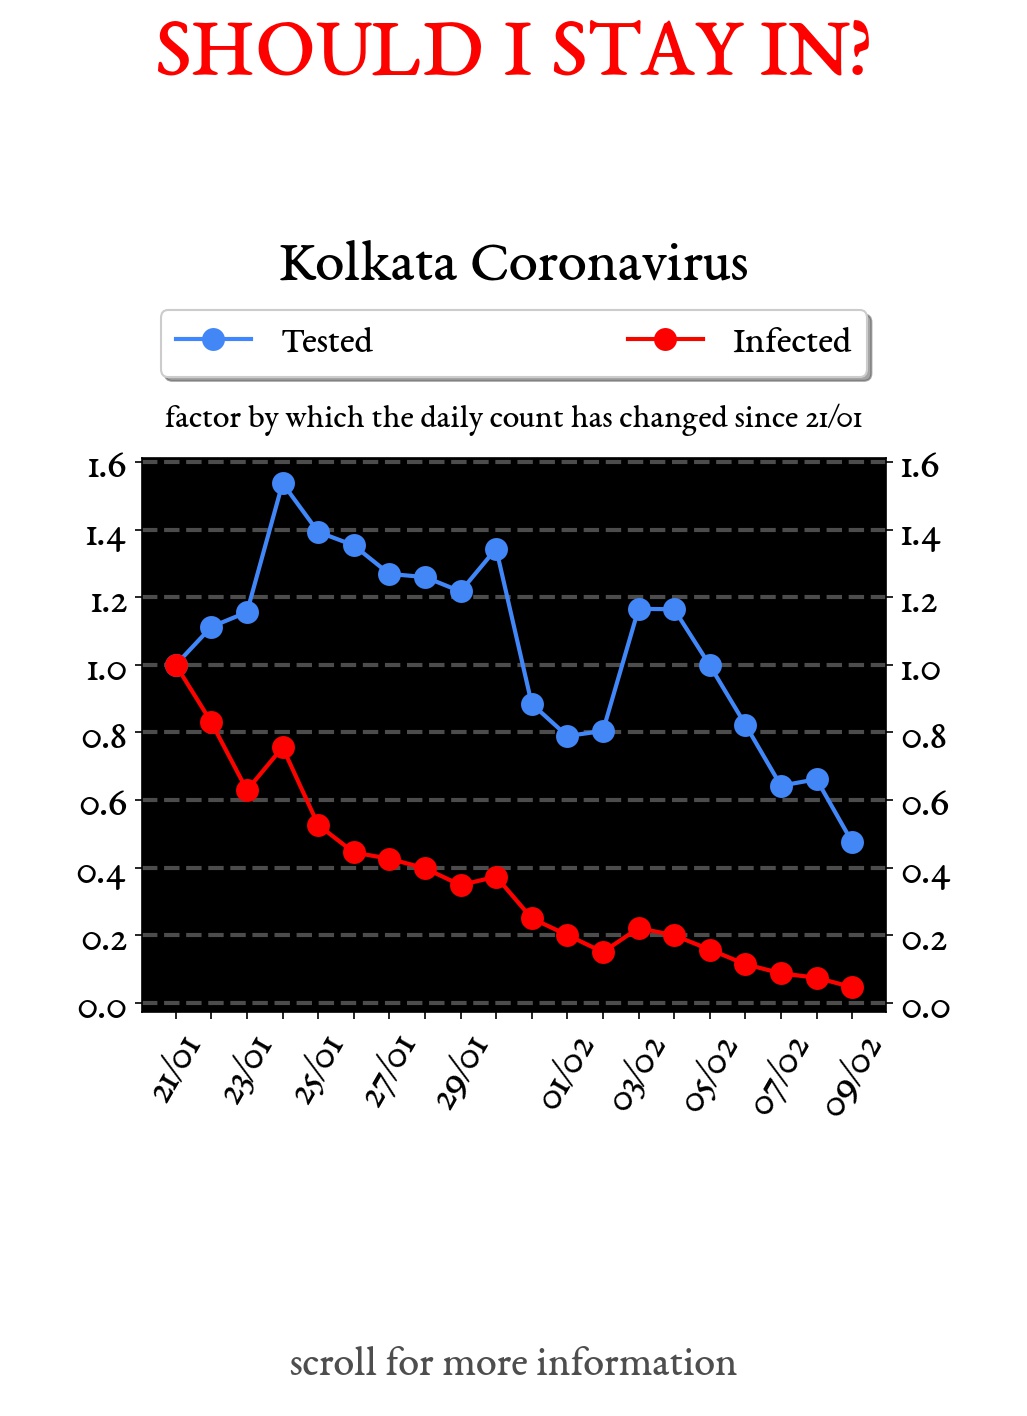 SHOULD I STAY IN?
Kolkata Coronavirus
Tested Infected
factor by which the daily count has changed since 21/01
1.6 1.6
1.4 1.4
1.2 1.2
1.0 1.0
0.8 0.8
0.6 0.6
0.4 0.4
0.2 0.2
0.0 0.0
21/01 23/01 25/01 27/01 29/01 01/02 03/02 05/02 07/02 09/02
scroll for more information